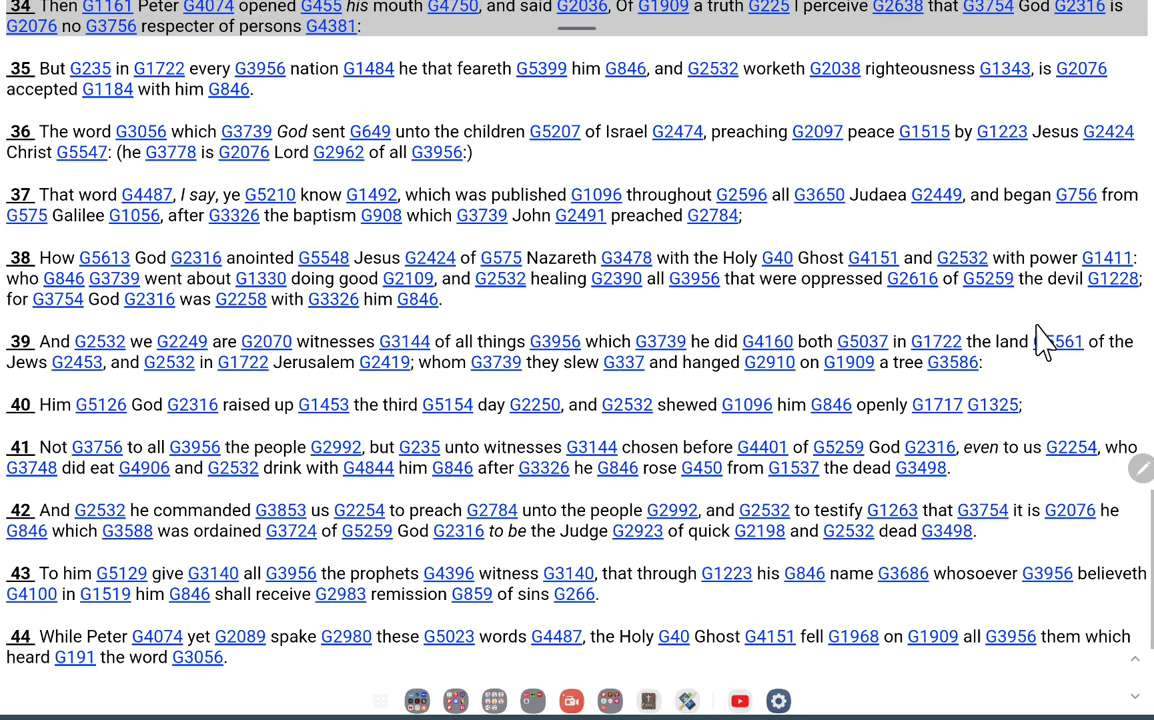 34 Then G1161 Peter G4074 opened G455 his mouth G4750, and said G2036, Of G1909 a truth G225 I perceive G2638 that G3754 God G2316 is
G2076 no G3756 respecter of persons G4381:
35 But G235 in G1722 every G3956 nation G1484 he that feareth G5399 him G846, and G2532 worketh G2038 righteousness G1343, is G2076
accepted G1184 with him G846.
36 The word G3056 which G3739 God sent G649 unto the children G5207 of Israel G2474, preaching G2097 peace G1515 by G1223 Jesus G2424
Christ G5547: (he G3778 is G2076 Lord G2962 of all G3956:)
37 That word G4487, I say, ye G5210 know G1492, which was published G1096 throughout G2596 all G3650 Judaea G2449, and began G756 from
G575 Galilee G1056, after G3326 the baptism G908 which G3739 John G2491 preached G2784;
38 How G5613 God G2316 anointed G5548 Jesus G2424 of G575 Nazareth G3478 with the Holy G40 Ghost G4151 and G2532 with power G1411:
who G846 G3739 went about G1330 doing good G2109, and G2532 healing G2390 all G3956 that were oppressed G2616 of G5259 the devil G1228;
for G3754 God G2316 was G2258 with G3326 him G846.
39 And G2532 we G2249 are G2070 witnesses G3144 of all things G3956 which G3739 he did G4160 both G5037 in G1722 the land of the
Jews G2453, and G2532 in G1722 Jerusalem G2419; whom G3739 they slew G337 and hanged G2910 on G1909 a tree G3586:
40 Him G5126 God G2316 raised up G1453 the third G5154 day G2250, and G2532 shewed G1096 him G846 openly G1717 G1325;
41 Not G3756 to all G3956 the people G2992, but G235 unto witnesses G3144 chosen before G4401 of G5259 God G2316, even to us G2254, who
G3748 did eat G4906 and G2532 drink with G4844 him G846 after G3326 he G846 rose G450 from G1537 the dead G3498.
42 And G2532 he commanded G3853 us G2254 to preach G2784 unto the people G2992, and G2532 to testify G1263 that G3754 it is G2076 he
G846 which G3588 was ordained G3724 of G5259 God G2316 to be the Judge G2923 of quick G2198 and G2532 dead G3498.
43 To him G5129 give G3140 all G3956 the prophets G4396 witness G3140, that through G1223 his G846 name G3686 whosoever G3956 believeth
G4100 in G1519 him G846 shall receive G2983 remission G859 of sins G266.
44 While Peter G4074 yet G2089 spake G2980 these G5023 words G4487, the Holy G40 Ghost G4151 fell G1968 on G1909 all G3956 them which
heard G191 the word G3056.